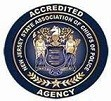 ACCREDITED
NEW JERSEY STATE ASSOCIATION OF CHIEFS OF POLICE
AGENCY